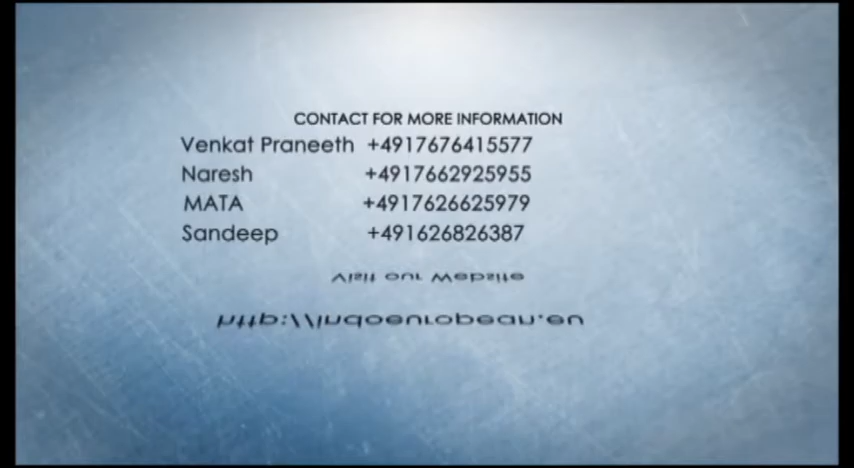 CONTACT FOR MORE INFORMATION
Venkat Praneeth +4917676415577
Naresh +4917662925955
MATA +4917626625979
Sandeep +491626826387
Visit our Website
http://indoeuropean.eu